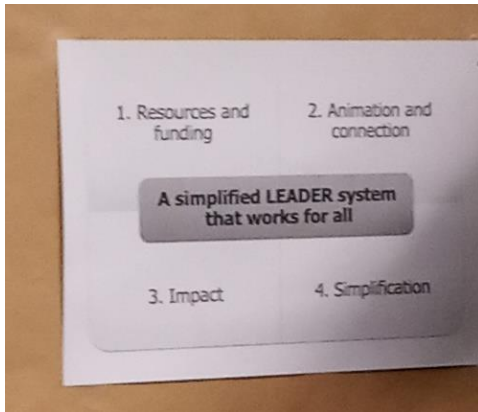 1. Resources and
funding
2. Animation and
connection
A simplified LEADER system
that works for all
3. Impact
4. Simplification